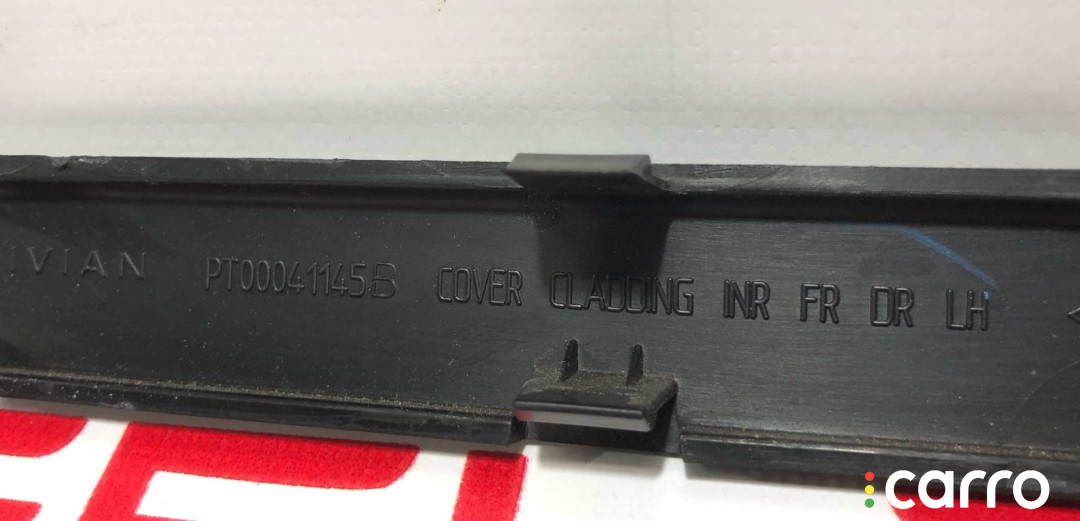 IVIAN PT00041145B COVER CLADDING INR FR DR LH
carro